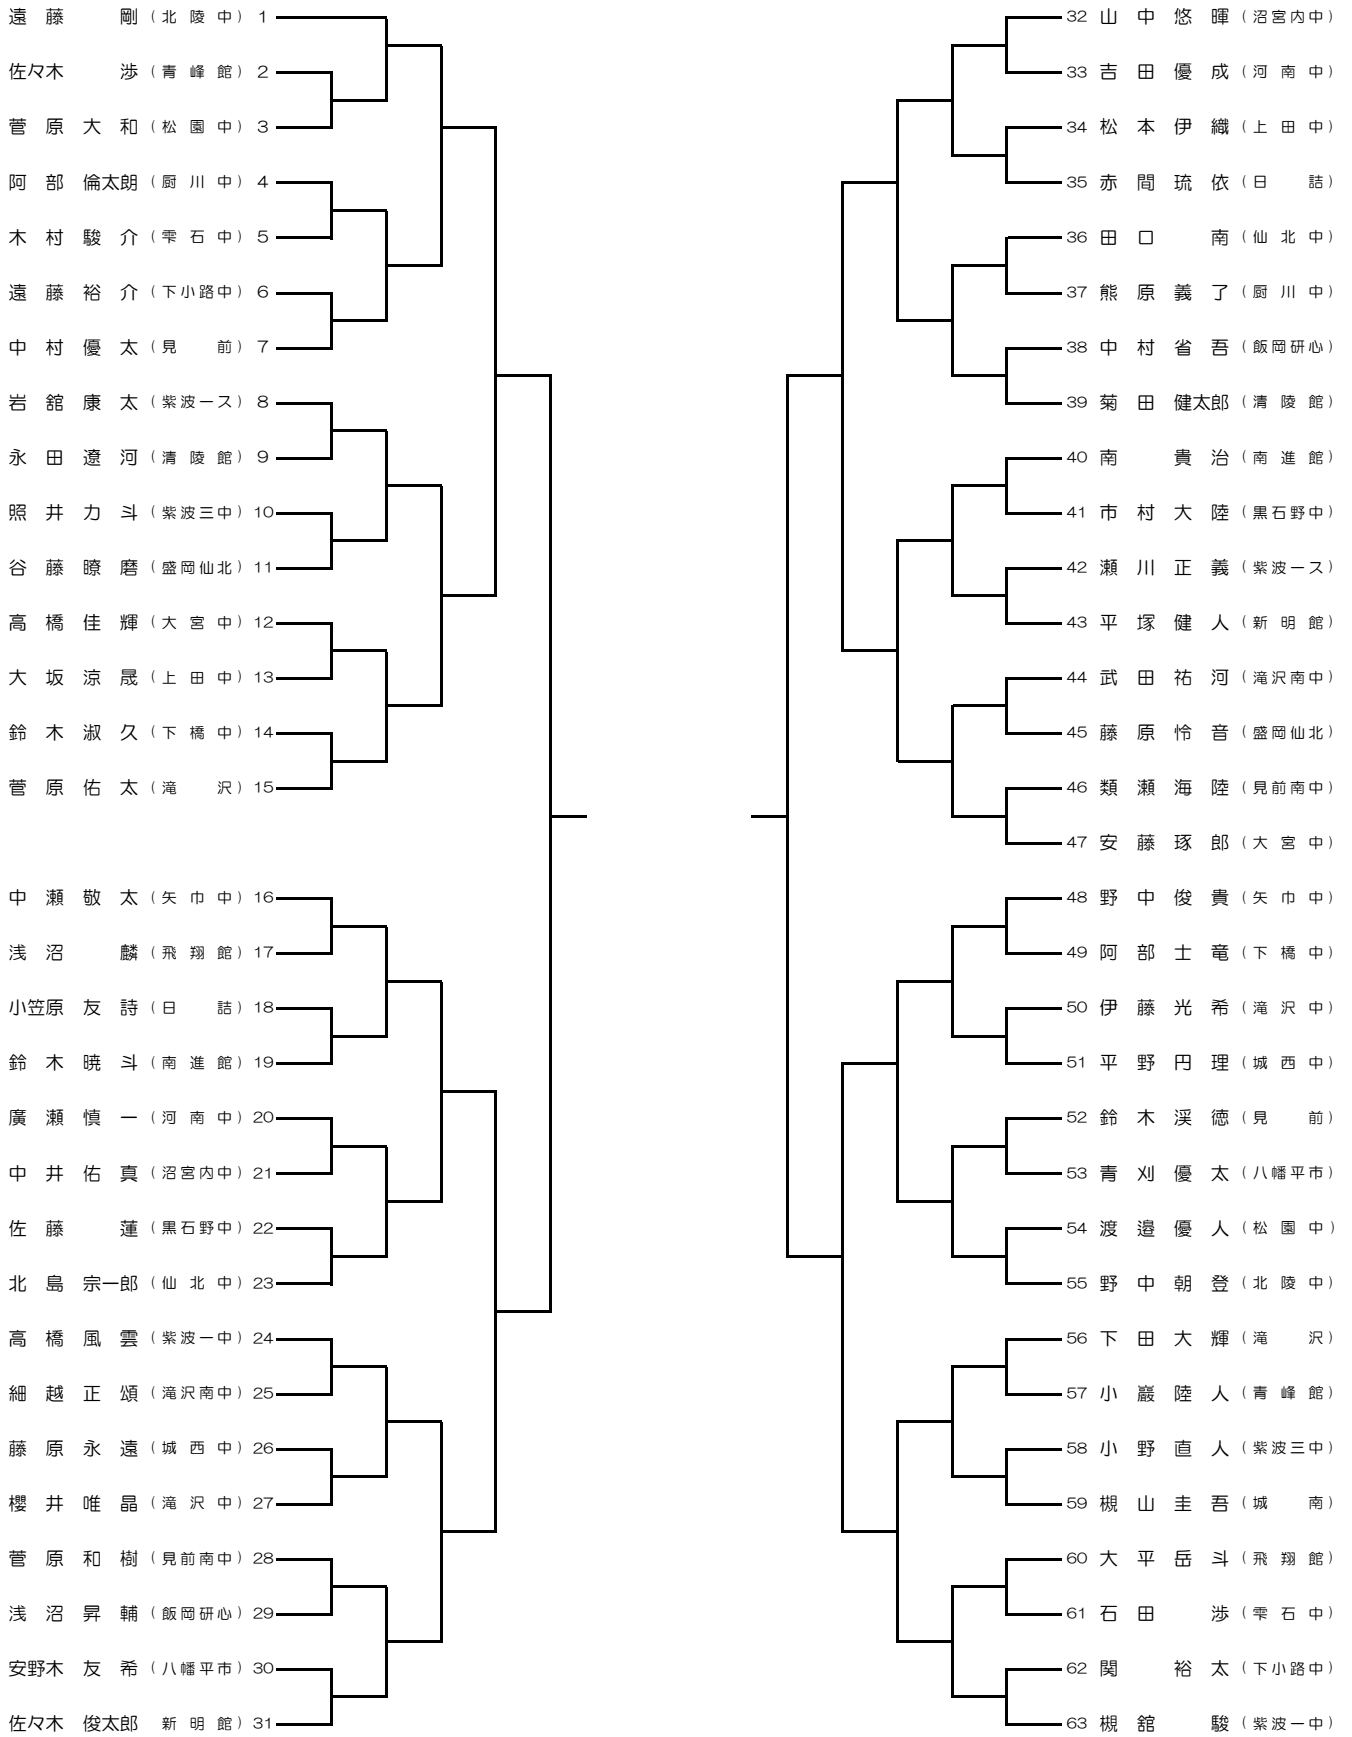 遠藤 剛（北陵中）1
佐々木 渉（青峰館）2
菅原大和（松園中）3
阿部倫太朗（厨川中）4
木村駿介（雫石中）5
遠藤裕介（下小路中）6
中村優太（見前）7
岩舘康太（紫波一ス）8
永田遼河（清陵館）9
照井力斗（紫波三中）10
谷藤瞭磨（盛岡仙北）11
高橋佳輝（大宮中）12
大坂涼晟（上田中）13
鈴木淑久（下橋中）14
菅原佑太（滝沢）15
中瀬敬太（矢巾中）16
浅沼 麟（飛翔館）17
小笠原友詩（日詰）18
鈴木暁斗（南進館）19
廣瀬慎一（河南中）20
中井佑真（沼宮内中）21
佐藤 蓮（黒石野中）22
北島宗一郎（仙北中）23
高橋風雲（紫波一中）24
細越正頌（滝沢南中）25
藤原永遠（城西中）26
櫻井唯晶（滝沢中）27
菅原和樹（見前南中）28
浅沼昇輔（飯岡研心）29
安野木友希（八幡平市）30
佐々木俊太郎 新明館）31
32 山中悠暉（沼宮内中）
33 吉田優成（河南中）
34 松本伊織（上田中）
35 赤間琉依（日詰）
36 田口 南（仙北中）
37 熊原義了（厨川中）
38 中村省吾（飯岡研心）
39 菊田健太郎（清陵館）
40 南 貴治（南進館）
41 市村大陸（黒石野中）
42 瀬川正義（紫波一ス）
43 平塚健人（新明館）
44 武田祐河（滝沢南中）
45 藤原怜音（盛岡仙北）
46 類瀬海陸（見前南中）
47 安藤琢郎（大宮中）
48 野中俊貴（矢巾中）
49 阿部士竜（下橋中）
50 伊藤光希（滝沢中）
51 平野円理（城西中）
52 鈴木渓徳（見前）
53 青刈優太（八幡平市）
54 渡邉優人（松園中）
55 野中朝登（北陵中）
56 下田大輝（滝沢）
57 小巖陸人（青峰館）
58 小野直人（紫波三中）
59 槻山圭吾（城南）
60 大平岳斗（飛翔館）
61 石田 渉（雫石中）
62 関 裕太（下小路中）
63 槻舘 駿（紫波一中）